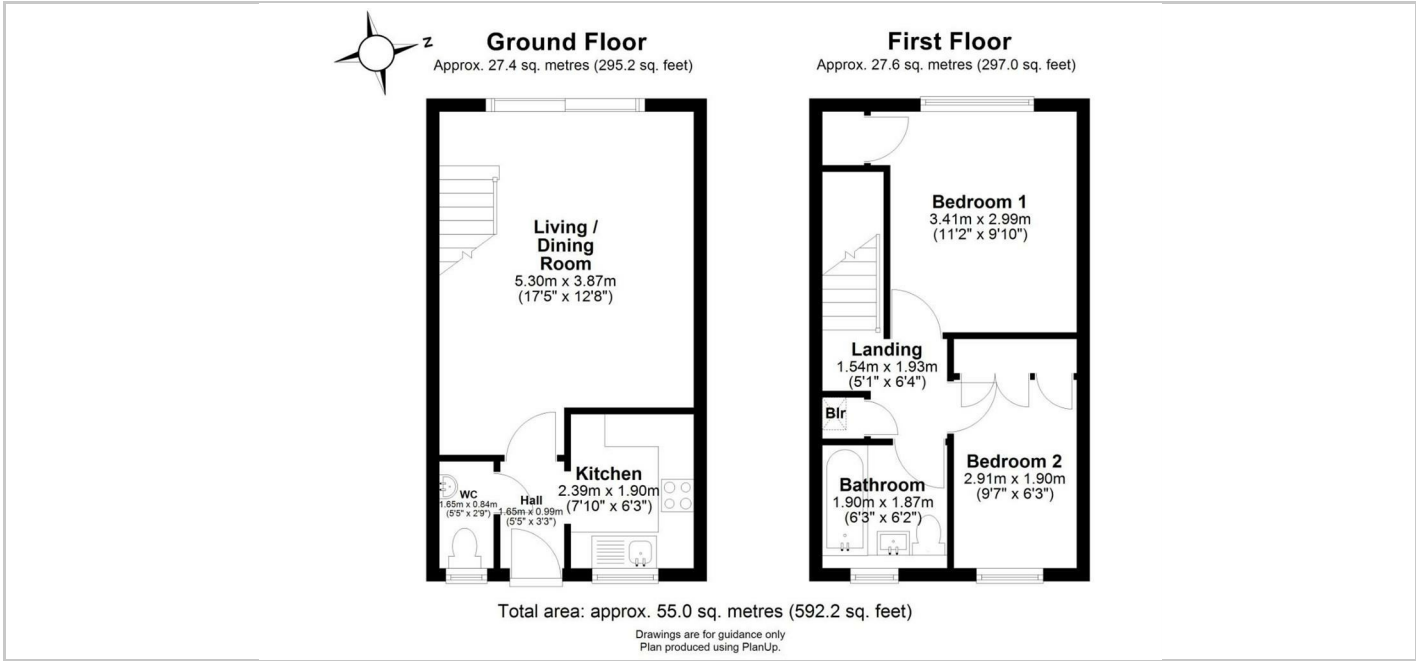 Z
Ground Floor
Approx. 27.4 sq. metres (295.2 sq. feet)
Living /
Dining
Room
5.30m x 3.87m
(17'5" x 12'8")
Kitchen
2.39m x 1.90m
(7'10" x 6'3")
WC
1.65m x 0.84m
(5'5" x 2'9")
Hall
1.65m x 0.99m
(5'5" x 3'3")
First Floor
Approx. 27.6 sq. metres (297.0 sq. feet)
Bedroom 1
3.41m x 2.99m
(11'2" x 9'10")
Landing
1.54m x 1.93m
(5'1" x 6'4")
Blr
Bathroom
1.90m x 1.87m
(6'3" x 6'2")
Bedroom 2
2.91m x 1.90m
(9'7" x 6'3")
Total area: approx. 55.0 sq. metres (592.2 sq. feet)
Drawings are for guidance only
Plan produced using PlanUp.